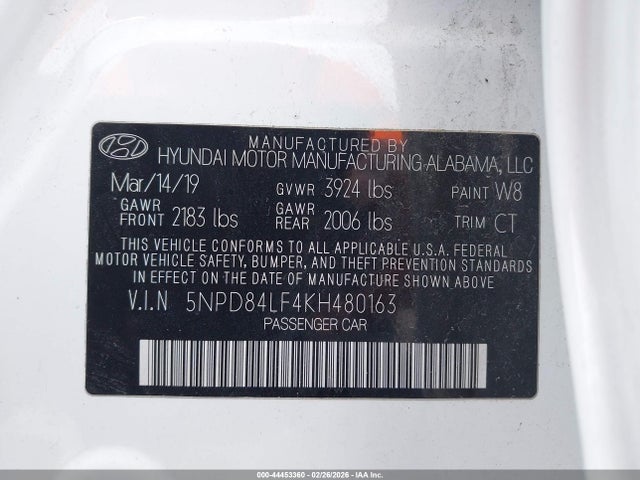 MANUFACTURED BY
HYUNDAI MOTOR MANUFACTURING ALABAMA, LLC
Mar/14/19 GVWR 3924 lbs PAINT W8
GAWR FRONT 2183 lbs GAWR REAR 2006 lbs TRIM CT
THIS VEHICLE CONFORMS TO ALL APPLICABLE U.S.A. FEDERAL
MOTOR VEHICLE SAFETY, BUMPER, AND THEFT PREVENTION STANDARDS
IN EFFECT ON THE DATE OF MANUFACTURE SHOWN ABOVE
V.I.N 5NPD84LF4KH480163
PASSENGER CAR
000-44453360 - 02/26/2026 - IAA Inc.